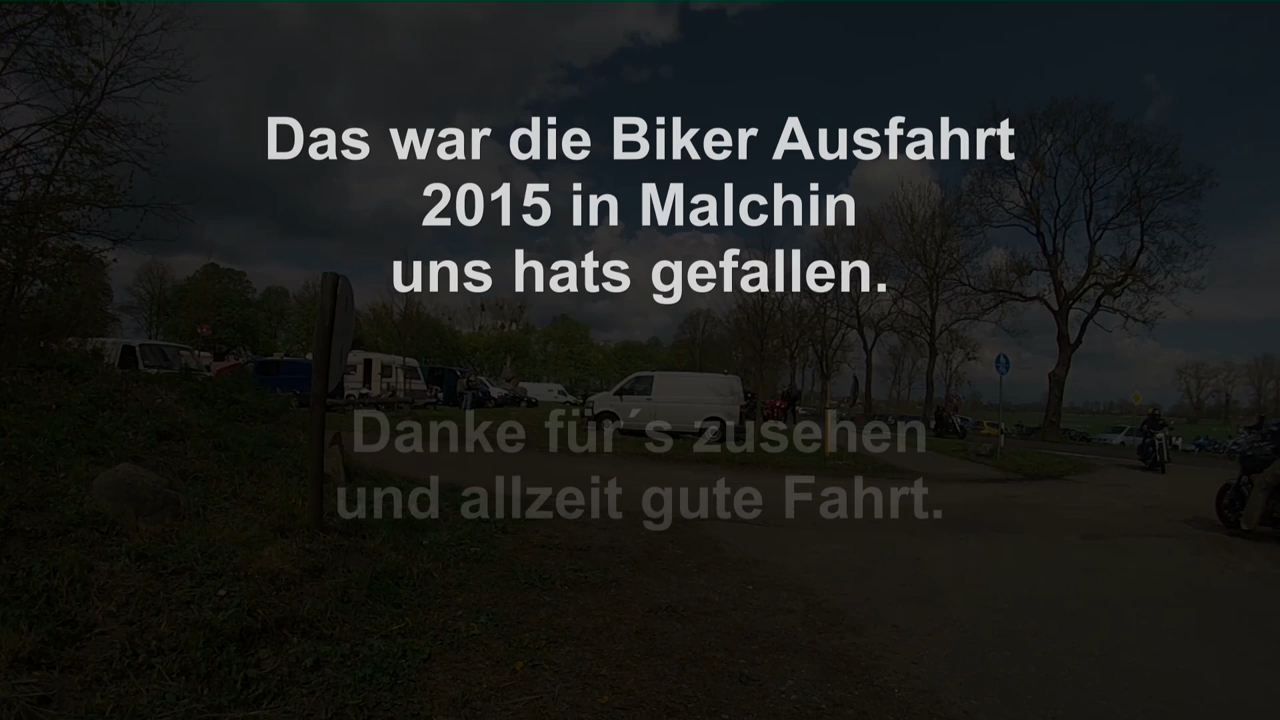 Das war die Biker Ausfahrt
2015 in Malchin
uns hats gefallen.
Danke für´s zusehen
und allzeit gute Fahrt.